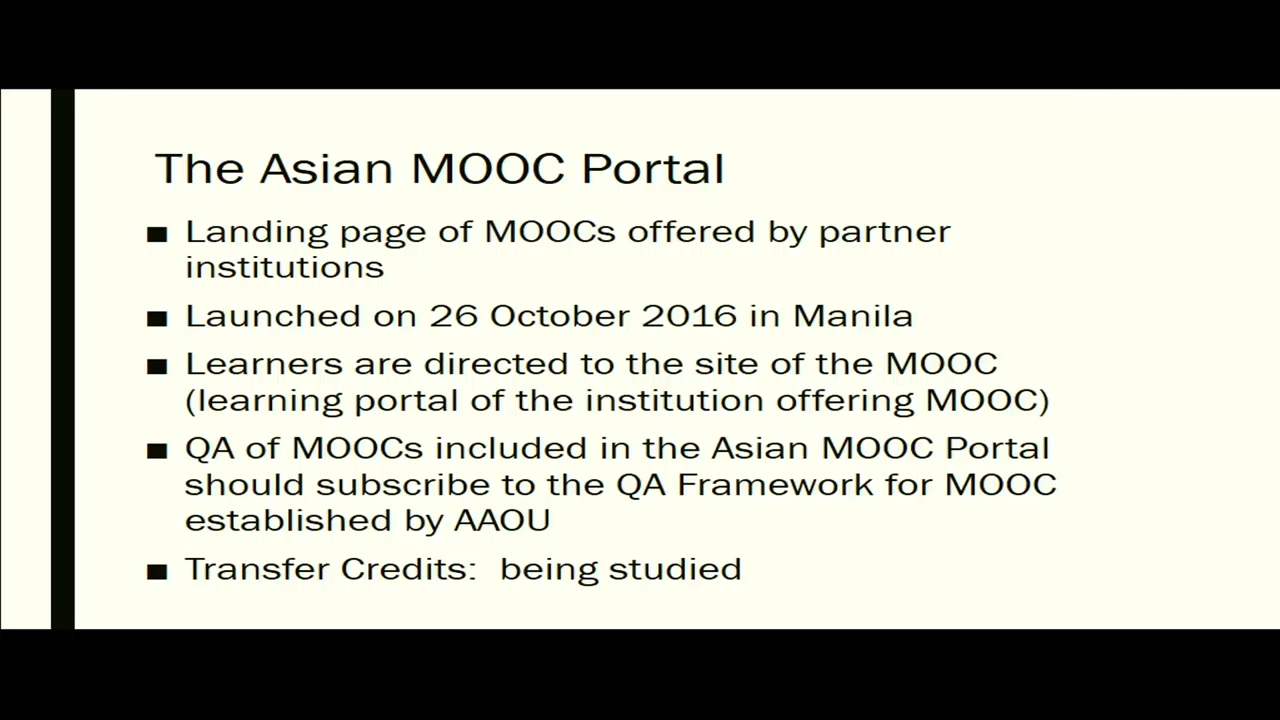 The Asian MOOC Portal
■ Landing page of MOOCs offered by partner
institutions
■ Launched on 26 October 2016 in Manila
■ Learners are directed to the site of the MOOC
(learning portal of the institution offering MOOC)
■ QA of MOOCs included in the Asian MOOC Portal
should subscribe to the QA Framework for MOOC
established by AAOU
■ Transfer Credits:  being studied